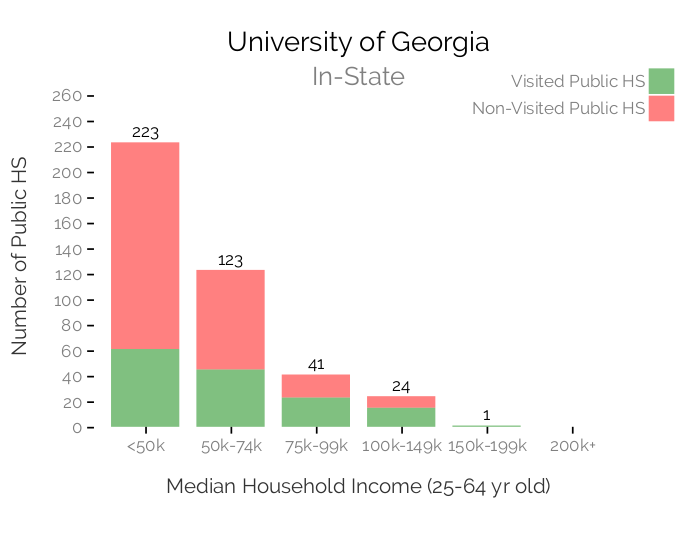 University of Georgia
In-State
Visited Public HS
Non-Visited Public HS
Number of Public HS
260
240
220
200
180
160
140
120
100
80
60
40
20
0
223
123
41
24
1
<50k
50k-74k
75k-99k
100k-149k
150k-199k
200k+
Median Household Income (25-64 yr old)